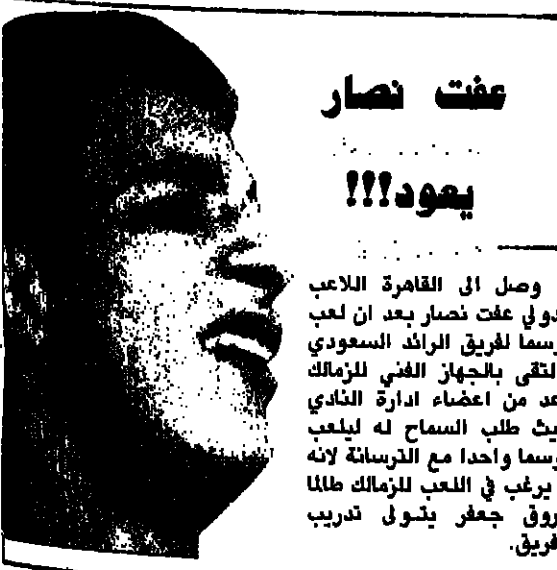 عفت نصار
يعود!!!
وصل الى القاهرة اللاعب
دولي عفت نصار بعد ان لعب
وسما لفريق الرائد السعودي
لتقى بالجهاز الفني للزمالك
عد من اعضاء ادارة النادي
يث طلب السماح له ليلعب
وسما واحدا مع الترسانة لانه
يرغب في اللعب للزمالك طالما
روق جعفر يتولى تدريب
فريق.